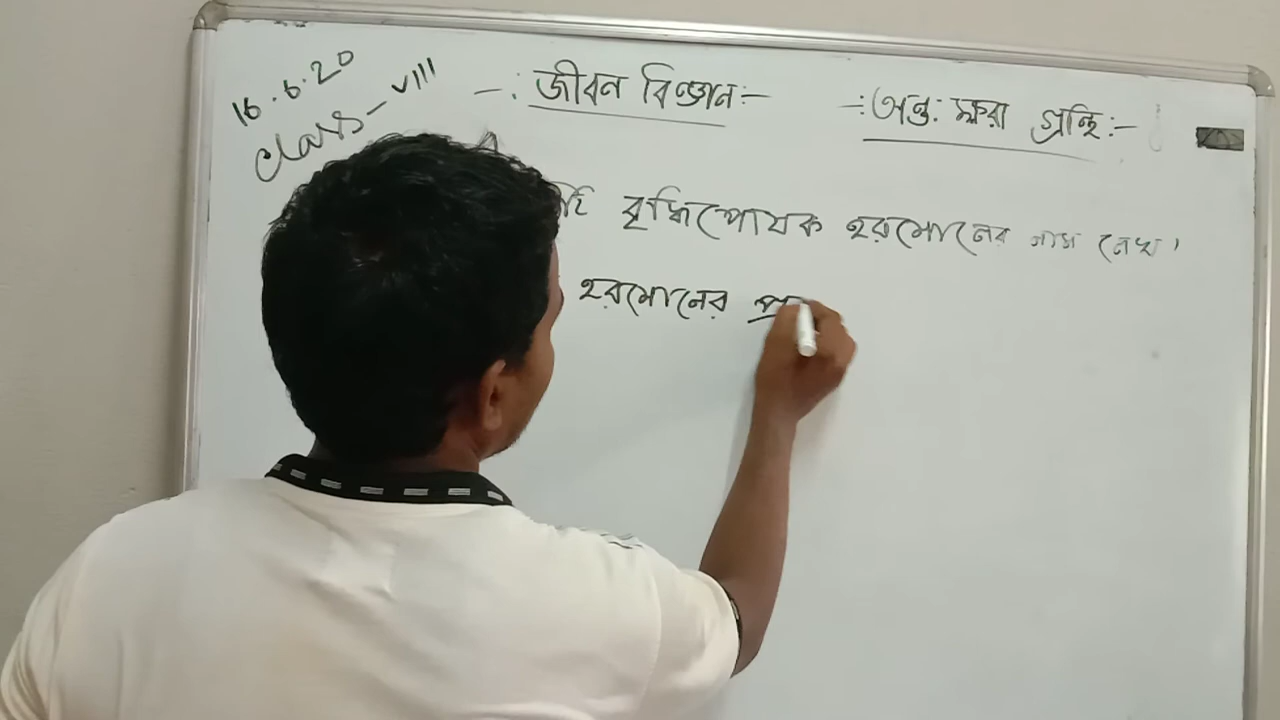 16.6.20
Class-VIII
-: জীবন বিজ্ঞান:-
-: অন্ত: ক্ষরা গ্রন্থি:-
বৃদ্ধিপোষক হরমোনের নাম লেখ।
হরমোনের